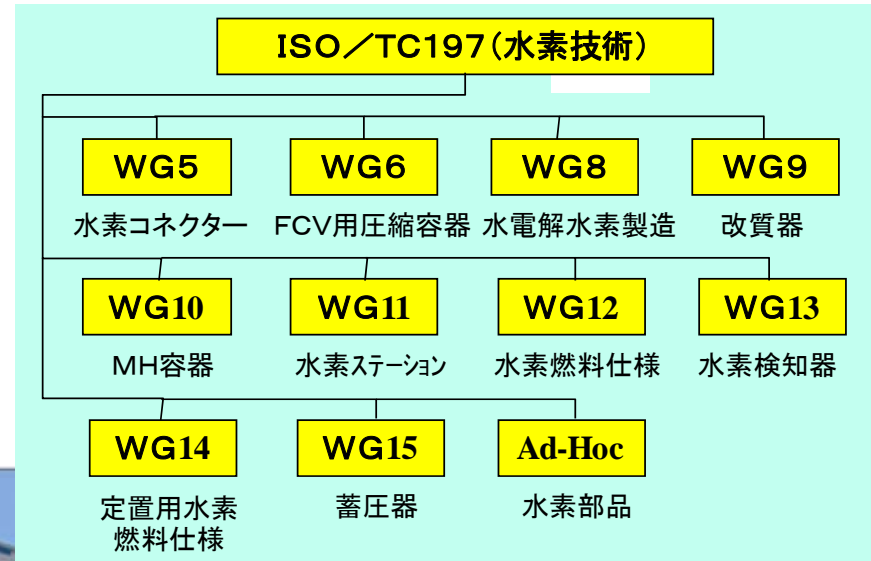 ISO／TC197（水素技術）
WG5 WG6 WG8 WG9
水素コネクター FCV用圧縮容器 水電解水素製造 改質器
WG10 WG11 WG12 WG13
MH容器 水素ｽﾃｰｼｮﾝ 水素燃料仕様 水素検知器
WG14 WG15 Ad-Hoc
定置用水素 蓄圧器 水素部品
燃料仕様